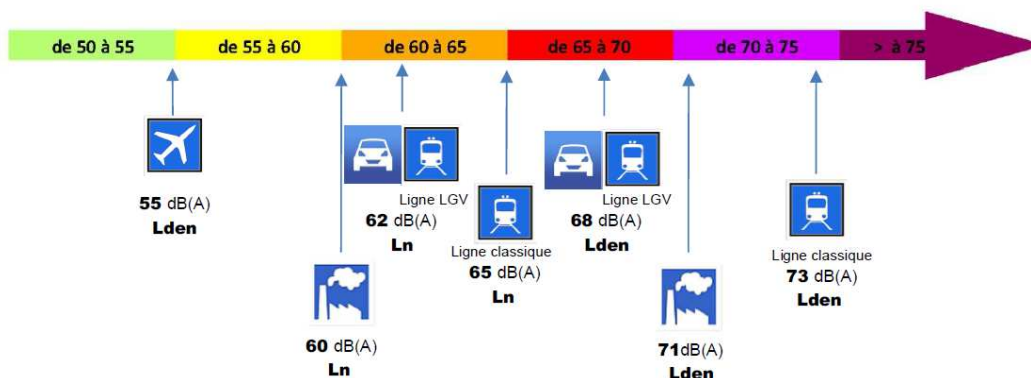 de 50 à 55
de 55 à 60
de 60 à 65
de 65 à 70
de 70 à 75
> à 75
55 dB(A)
Lden
60 dB(A)
Ln
Ligne LGV
62 dB(A)
Ln
Ligne classique
65 dB(A)
Ln
Ligne LGV
68 dB(A)
Lden
71dB(A)
Lden
Ligne classique
73 dB(A)
Lden